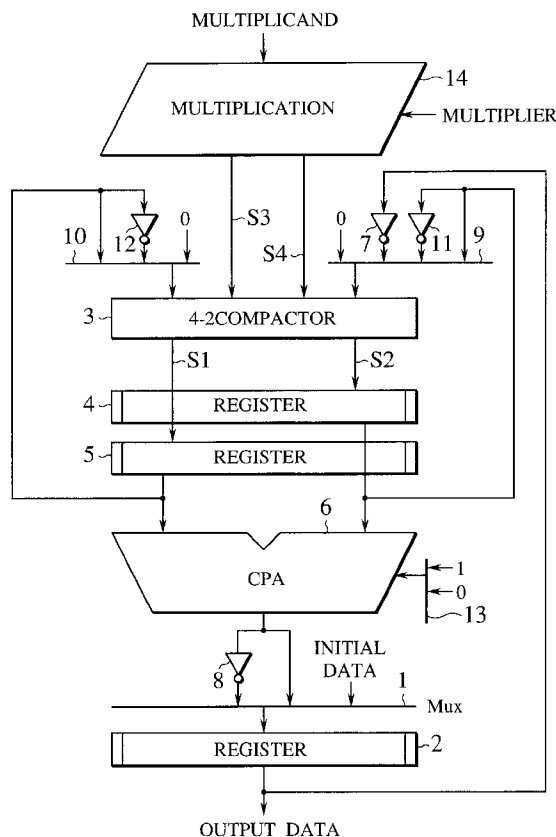 MULTIPLICAND
14
MULTIPLICATION
MULTIPLIER
S3
0
0
10
12
S4
7
11
9
3
4-2COMPACTOR
S1
S2
4
REGISTER
5
REGISTER
6
CPA
1
0
13
INITIAL
DATA
8
1
Mux
REGISTER
2
OUTPUT DATA